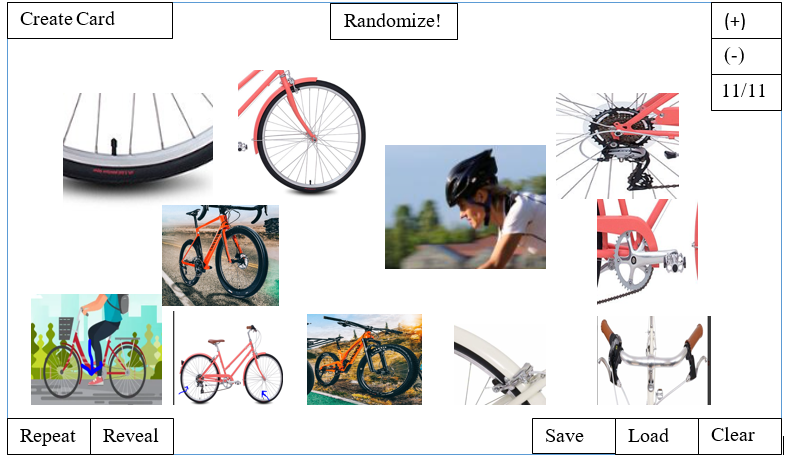 Create Card
Randomize!
(+)
(-)
11/11
Repeat
Reveal
Save
Load
Clear